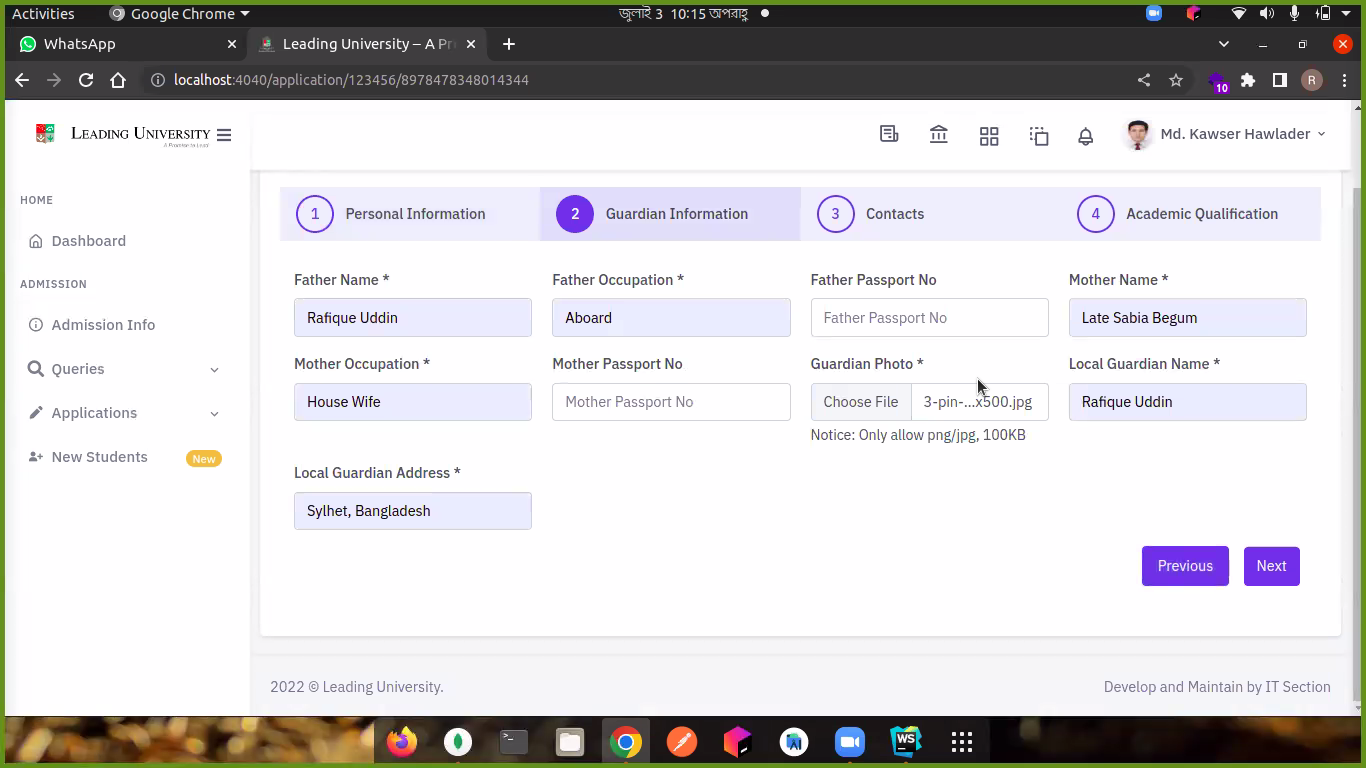 Activities Google Chrome জুলাই 3 10:15 অপরাহ্ণ
WhatsApp Leading University – A Pr
localhost:4040/application/123456/8978478348014344 10 R
LEADING UNIVERSITY
A Promise to Lead
Md. Kawser Hawlader
HOME
Dashboard
ADMISSION
Admission Info
Queries
Applications
New Students New
1 Personal Information 2 Guardian Information 3 Contacts 4 Academic Qualification
Father Name * Father Occupation * Father Passport No Mother Name *
Rafique Uddin Aboard Father Passport No Late Sabia Begum
Mother Occupation * Mother Passport No Guardian Photo * Local Guardian Name *
House Wife Mother Passport No Choose File 3-pin-...x500.jpg Rafique Uddin
Notice: Only allow png/jpg, 100KB
Local Guardian Address *
Sylhet, Bangladesh
Previous Next
2022 © Leading University. Develop and Maintain by IT Section
WS